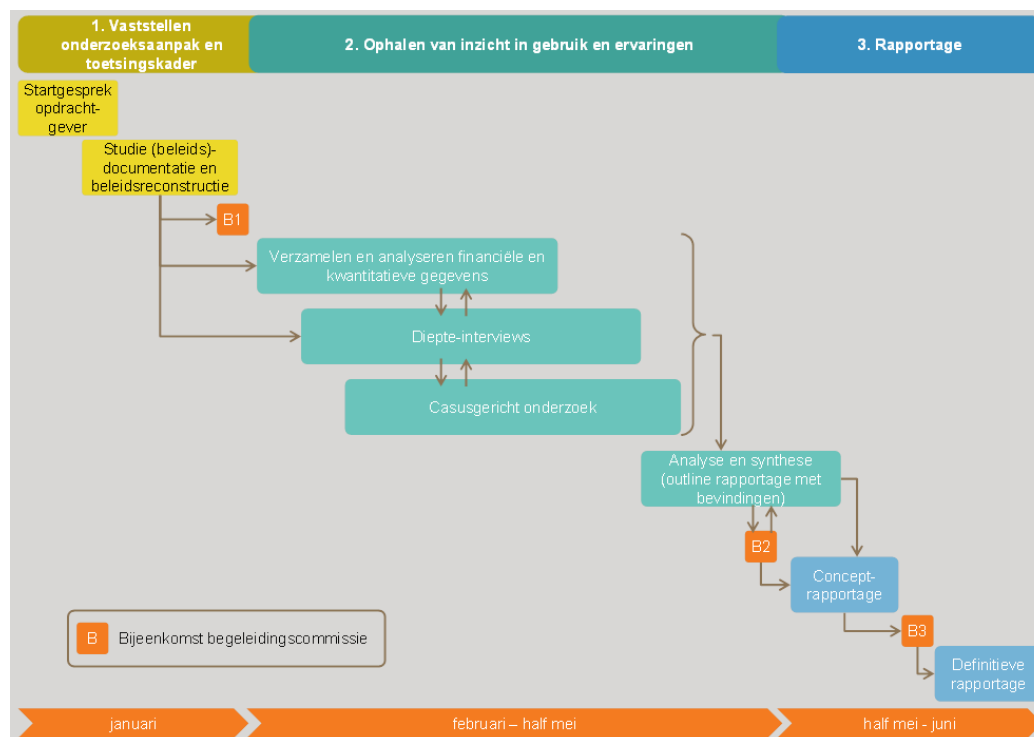 1. Vaststellen
onderzoeksaanpak en
toetsingskader
2. Ophalen van inzicht in gebruik en ervaringen
3. Rapportage
Startgesprek
opdracht-
gever
Studie (beleids)-
documentatie en
beleidsreconstructie
B1
Verzamelen en analyseren financiële en
kwantitatieve gegevens
Diepte-interviews
Casusgericht onderzoek
Analyse en synthese
(outline rapportage met
bevindingen)
B2
Concept-
rapportage
B3
Definitieve
rapportage
B Bijeenkomst begeleidingscommissie
januari
februari – half mei
half mei - juni